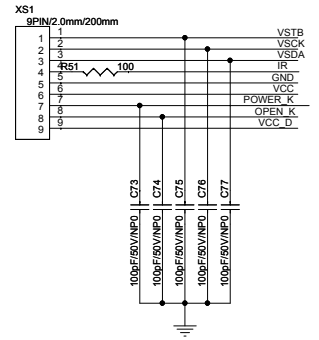 XS1
9PIN/2.0mm/200mm
1 1 VSTB
2 2 VSCK
3 3 VSDA
4 4 R51 100 IR
5 5 GND
6 6 VCC
7 7 POWER_K
8 8 OPEN_K
9 9 VCC_D
C73 C74 C75 C76 C77
100pF/50V/NP0 100pF/50V/NP0 100pF/50V/NP0 100pF/50V/NP0 100pF/50V/NP0